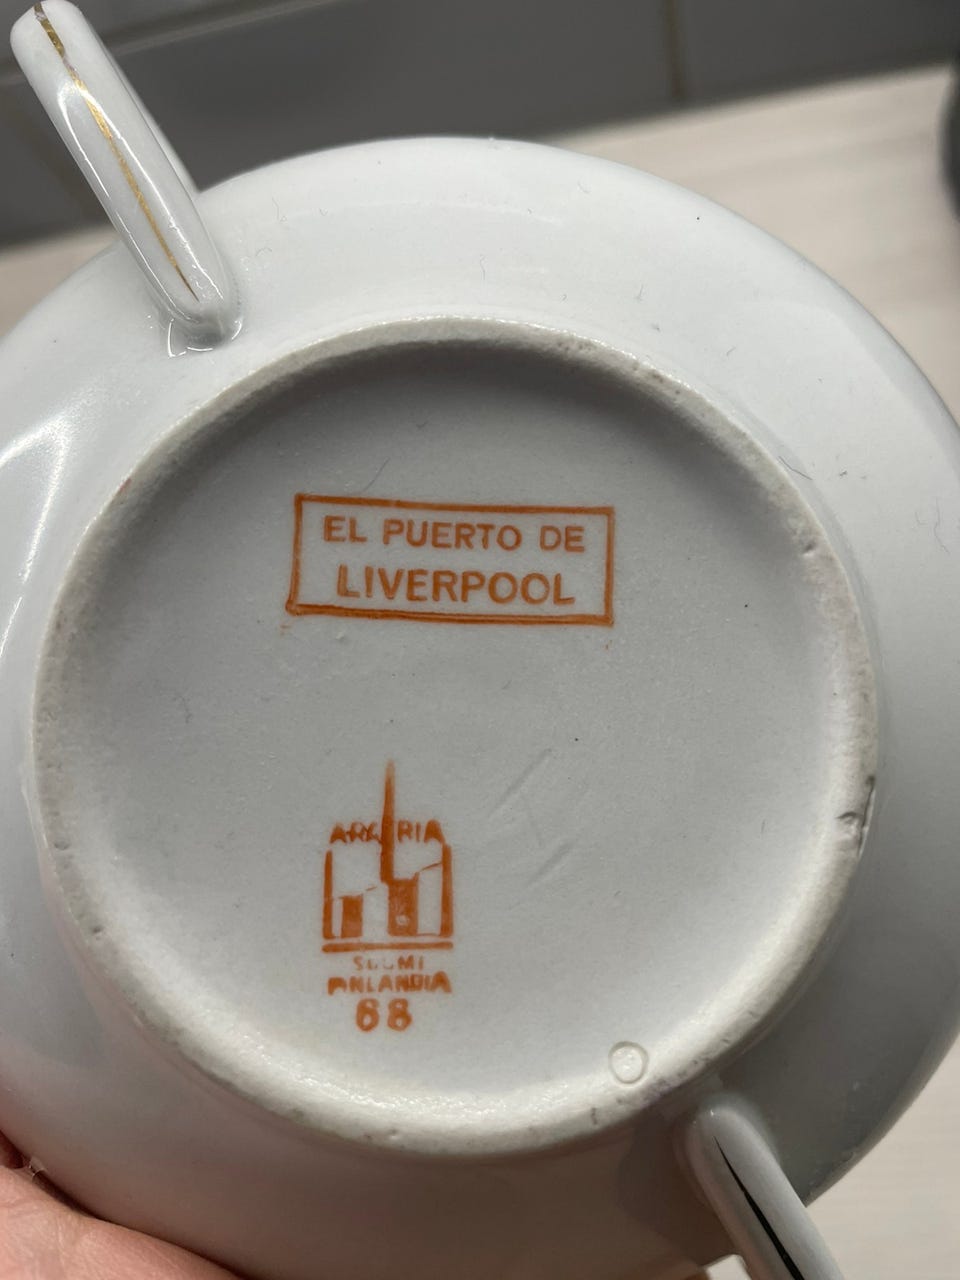 EL PUERTO DE
LIVERPOOL
ARABIA
SUOMI
FINLANDIA
68